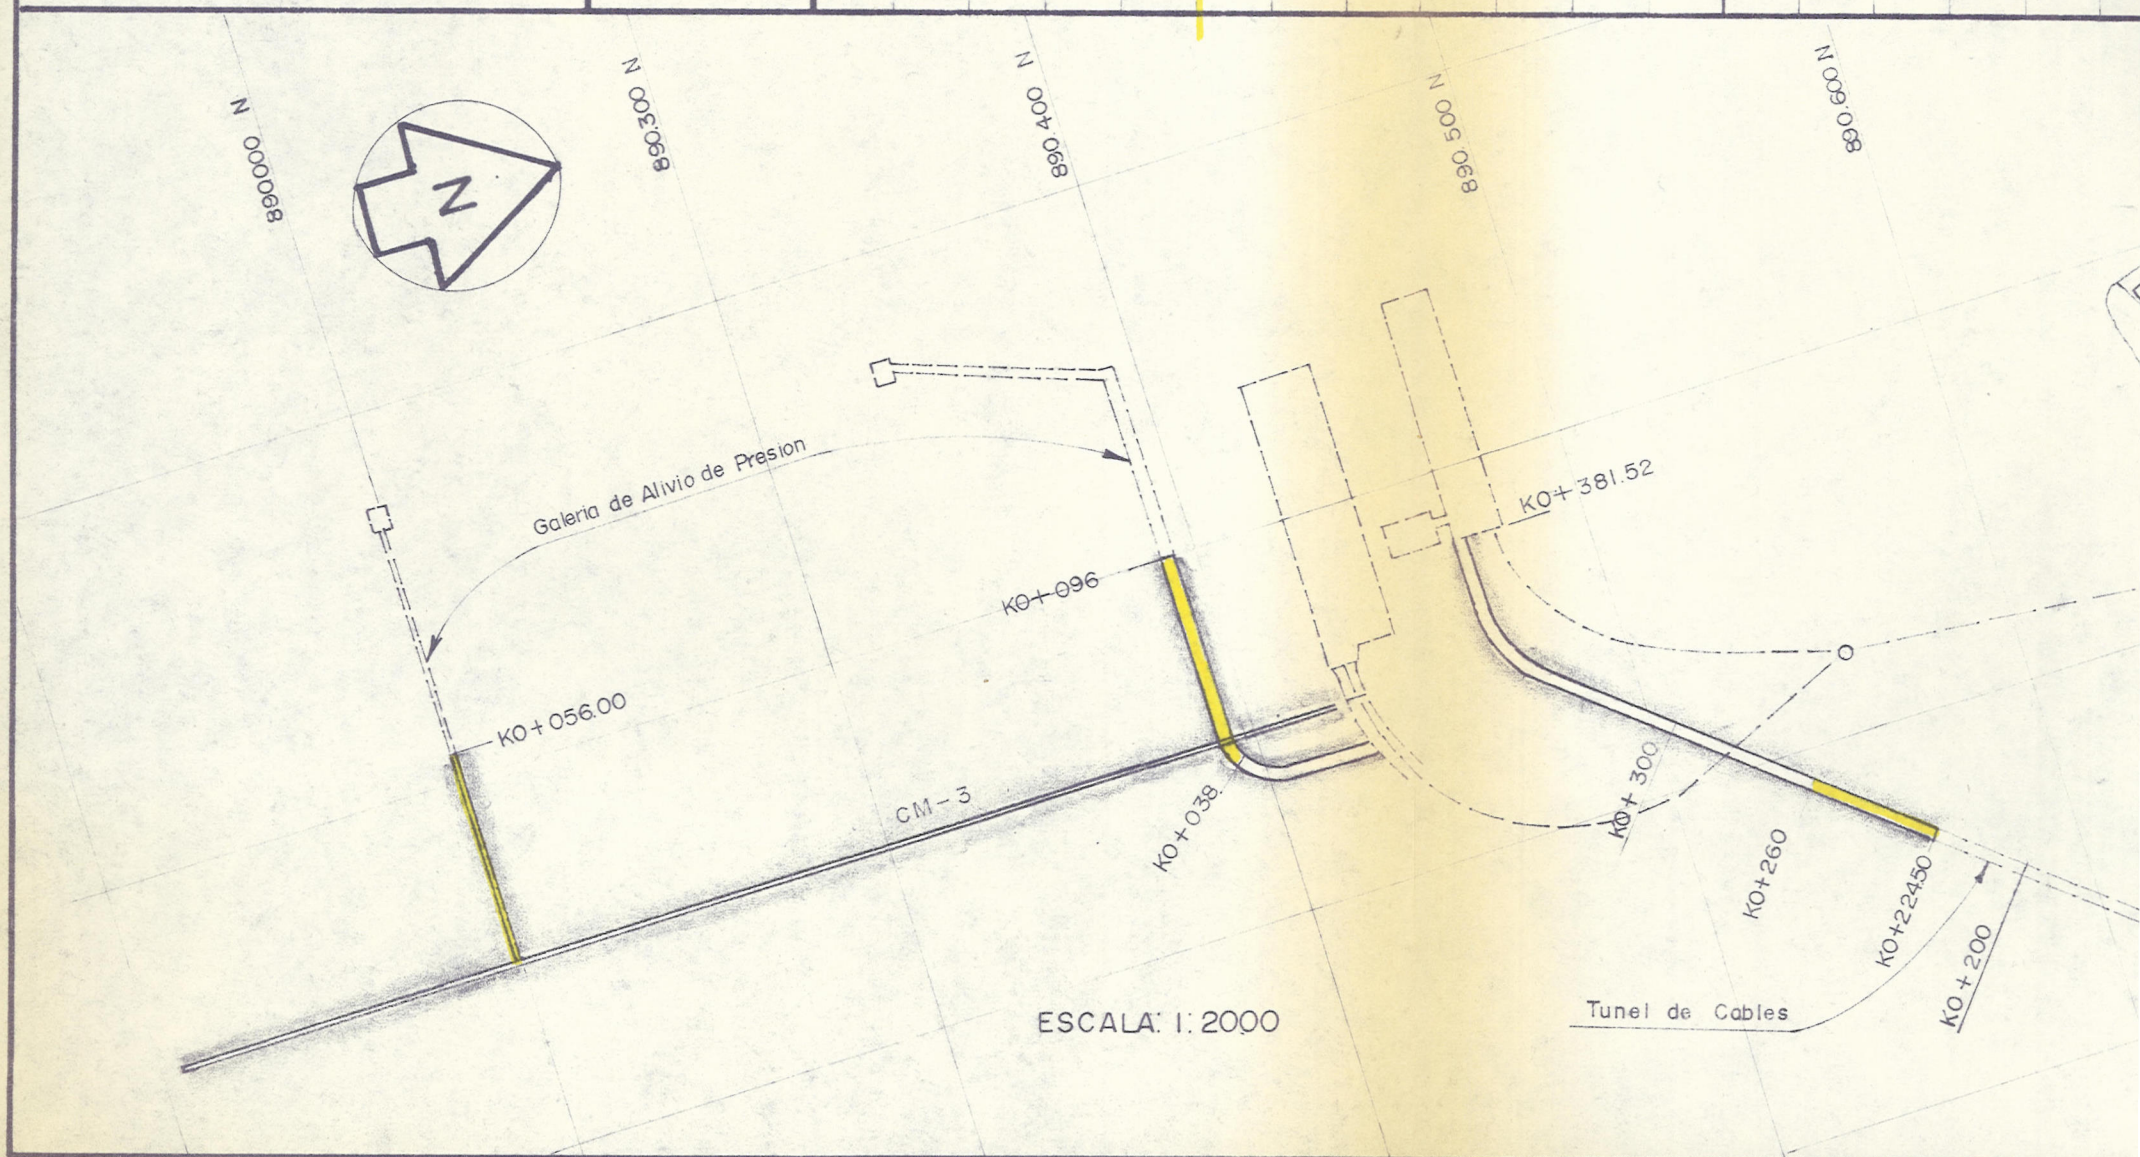 890000 N
890.300 N
890.400 N
890.500 N
890.600 N
N
Galeria de Alivio de Presion
K0+381.52
K0+096
K0+056.00
CM-3
K0+038.
K0+300
K0+260
K0+22450
K0+200
ESCALA: 1:2000
Tunel de Cables